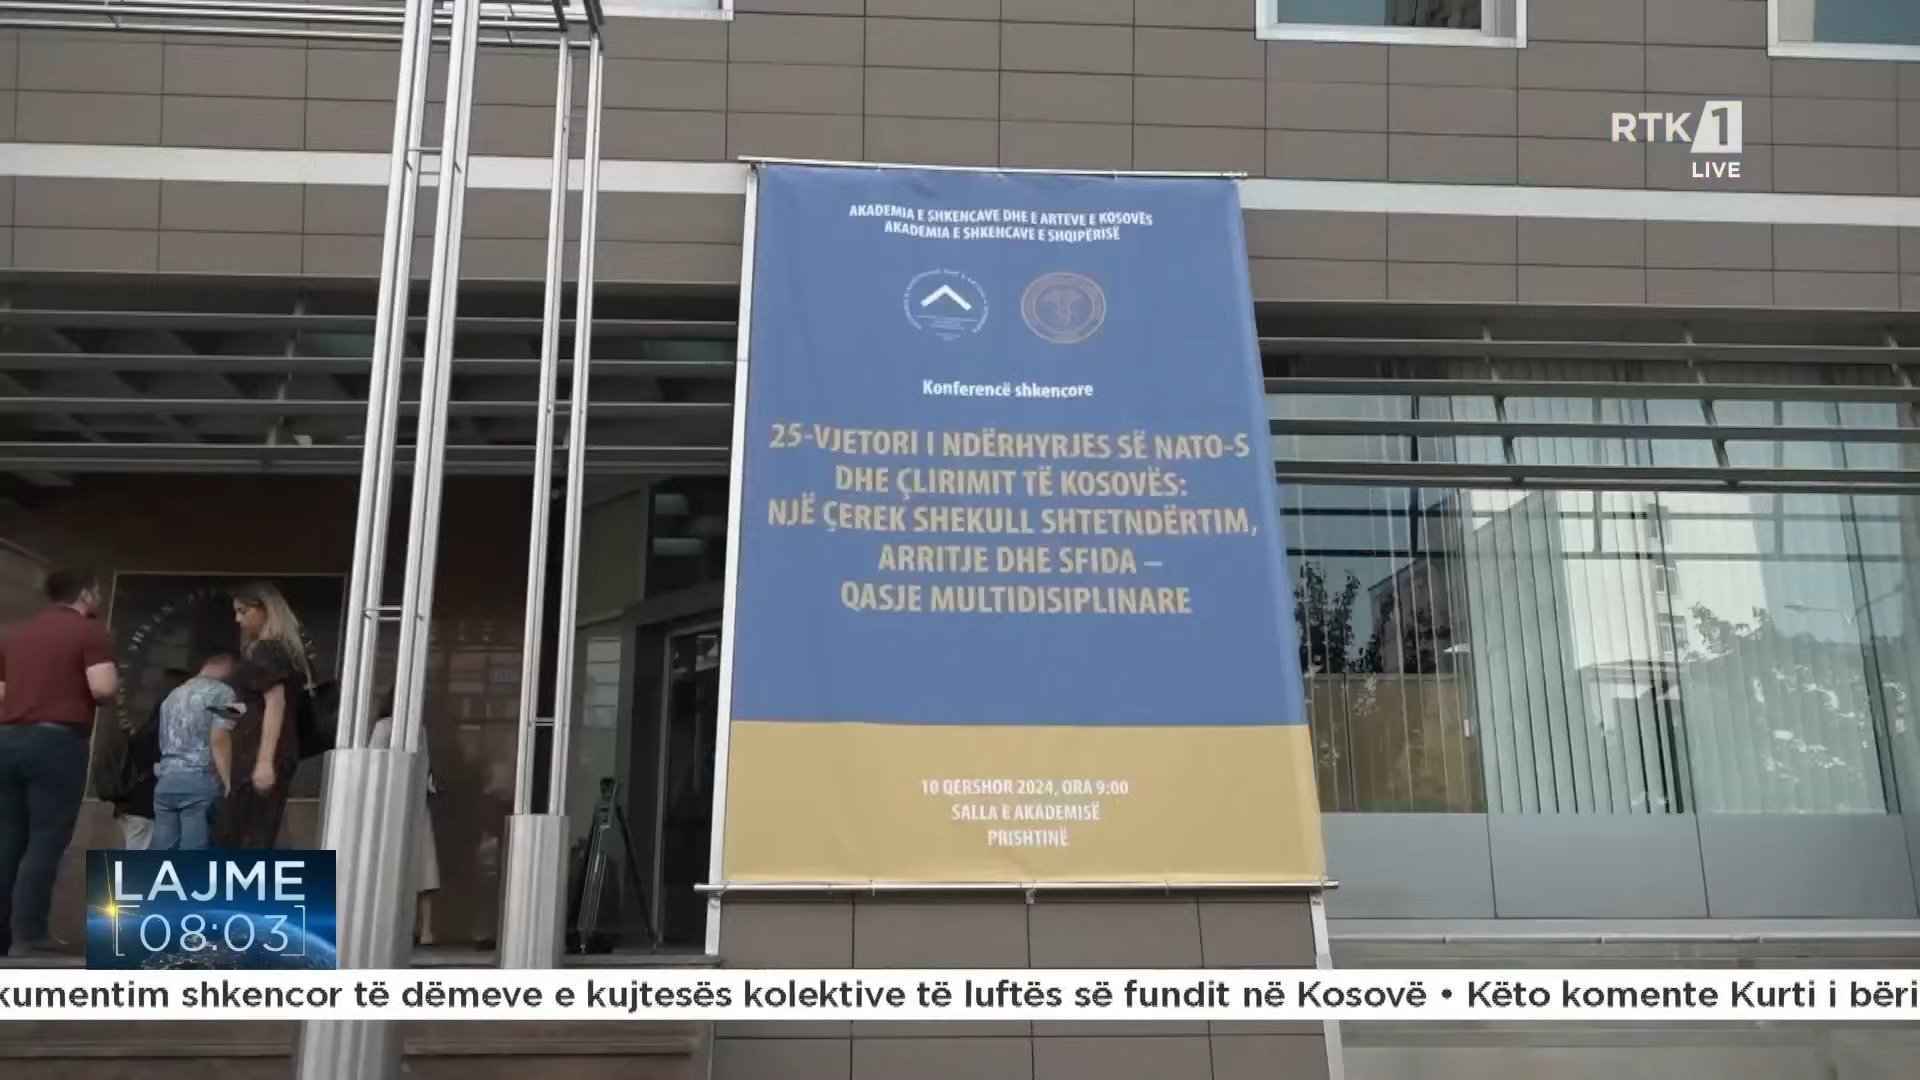 RTK 1
LIVE
AKADEMIA E SHKENCAVE DHE E ARTEVE E KOSOVËS
AKADEMIA E SHKENCAVE E SHQIPËRISË
Konferencë shkencore
25-VJETORI I NDËRHYRJES SË NATO-S
DHE ÇLIRIMIT TË KOSOVËS:
NJË ÇEREK SHEKULL SHTETNDËRTIM,
ARRITJE DHE SFIDA –
QASJE MULTIDISIPLINARE
10 QERSHOR 2024, ORA 9:00
SALLA E AKADEMISË
PRISHTINË
LAJME
08:03
kumentim shkencor të dëmeve e kujtesës kolektive të luftës së fundit në Kosovë • Këto komente Kurti i bëri